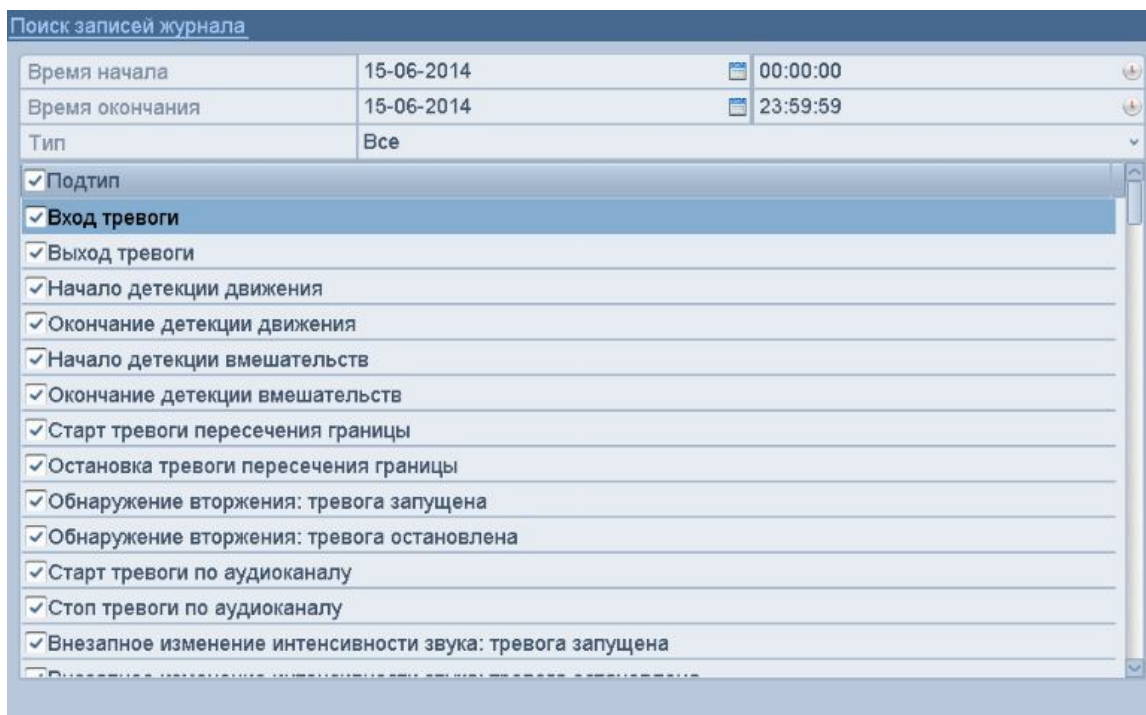 Поиск записей журнала
Время начала 15-06-2014 00:00:00
Время окончания 15-06-2014 23:59:59
Тип Все
Подтип
Вход тревоги
Выход тревоги
Начало детекции движения
Окончание детекции движения
Начало детекции вмешательств
Окончание детекции вмешательств
Старт тревоги пересечения границы
Остановка тревоги пересечения границы
Обнаружение вторжения: тревога запущена
Обнаружение вторжения: тревога остановлена
Старт тревоги по аудиоканалу
Стоп тревоги по аудиоканалу
Внезапное изменение интенсивности звука: тревога запущена